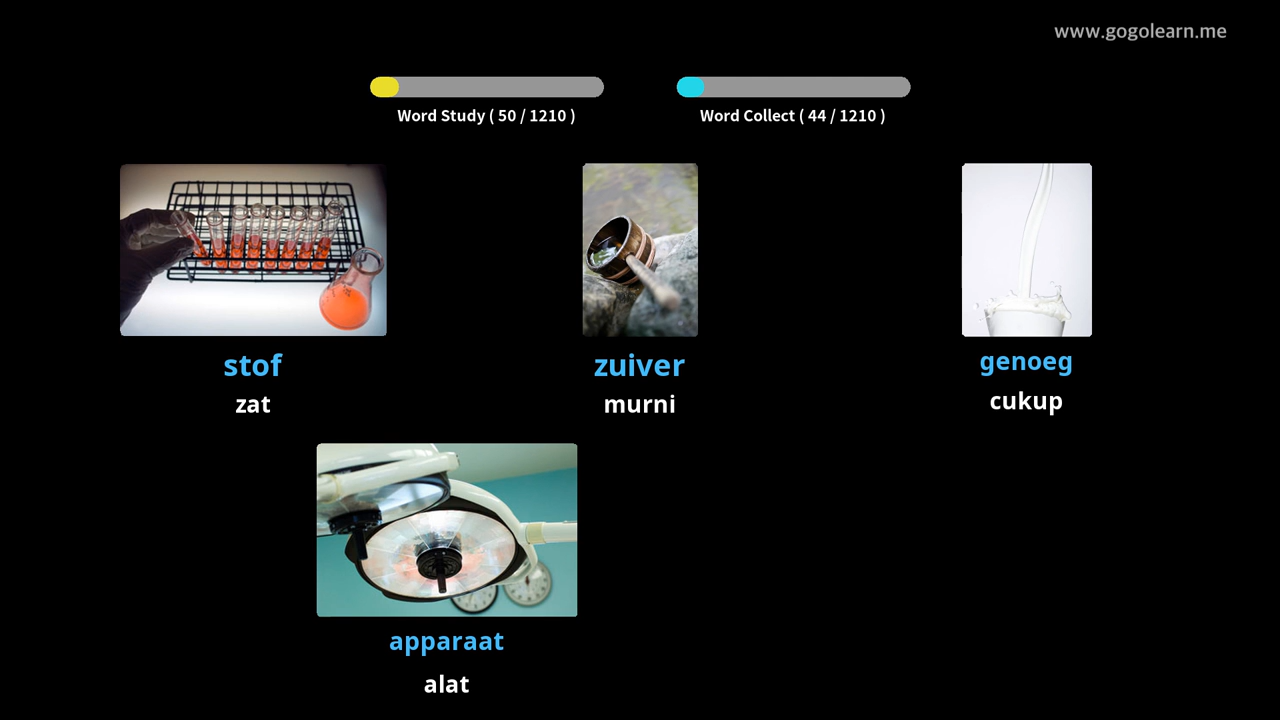 www.gogolearn.me
Word Study ( 50 / 1210 )
Word Collect ( 44 / 1210 )
stof
zat
zuiver
murni
genoeg
cukup
apparaat
alat